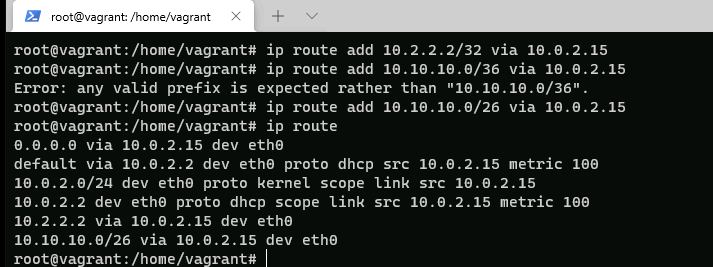 root@vagrant: /home/vagrant
root@vagrant:/home/vagrant# ip route add 10.2.2.2/32 via 10.0.2.15
root@vagrant:/home/vagrant# ip route add 10.10.10.0/36 via 10.0.2.15
Error: any valid prefix is expected rather than "10.10.10.0/36".
root@vagrant:/home/vagrant# ip route add 10.10.10.0/26 via 10.0.2.15
root@vagrant:/home/vagrant# ip route
0.0.0.0 via 10.0.2.15 dev eth0
default via 10.0.2.2 dev eth0 proto dhcp src 10.0.2.15 metric 100
10.0.2.0/24 dev eth0 proto kernel scope link src 10.0.2.15
10.0.2.2 dev eth0 proto dhcp scope link src 10.0.2.15 metric 100
10.2.2.2 via 10.0.2.15 dev eth0
10.10.10.0/26 via 10.0.2.15 dev eth0
root@vagrant:/home/vagrant#